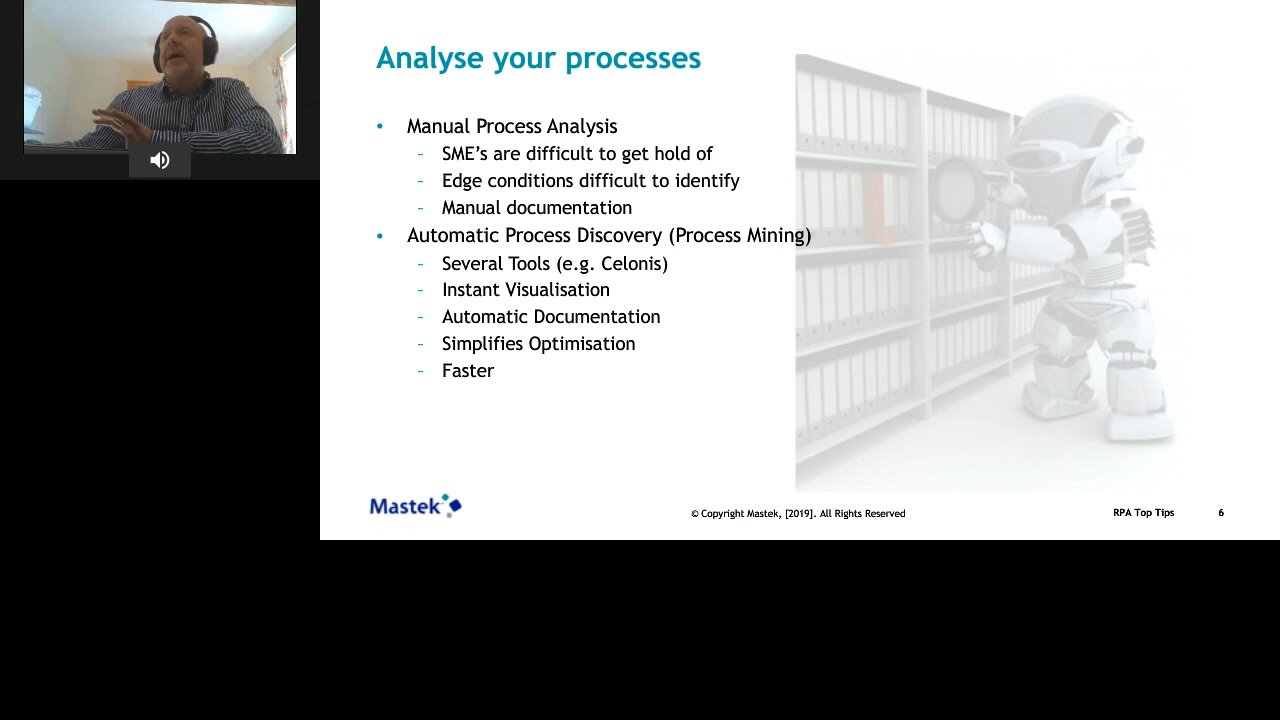 Analyse your processes
• Manual Process Analysis
– SME’s are difficult to get hold of
– Edge conditions difficult to identify
– Manual documentation
• Automatic Process Discovery (Process Mining)
– Several Tools (e.g. Celonis)
– Instant Visualisation
– Automatic Documentation
– Simplifies Optimisation
– Faster
Mastek
© Copyright Mastek, [2019]. All Rights Reserved
RPA Top Tips
6